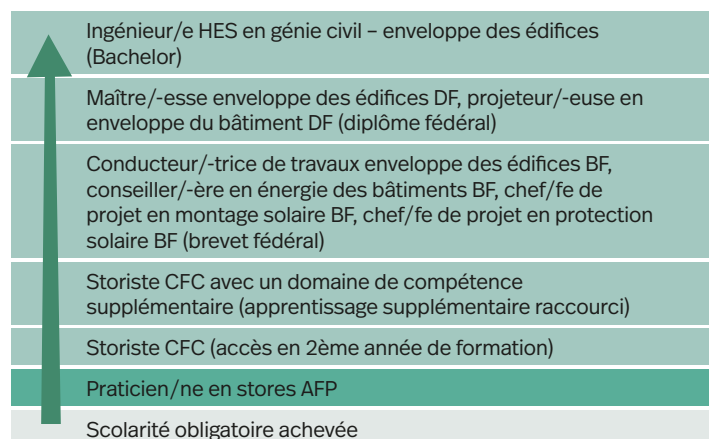 Ingénieur/e HES en génie civil – enveloppe des édifices
(Bachelor)
Maître/-esse enveloppe des édifices DF, projeteur/-euse en
enveloppe du bâtiment DF (diplôme fédéral)
Conducteur/-trice de travaux enveloppe des édifices BF,
conseiller/-ère en énergie des bâtiments BF, chef/fe de
projet en montage solaire BF, chef/fe de projet en protection
solaire BF (brevet fédéral)
Storiste CFC avec un domaine de compétence
supplémentaire (apprentissage supplémentaire raccourci)
Storiste CFC (accès en 2ème année de formation)
Praticien/ne en stores AFP
Scolarité obligatoire achevée